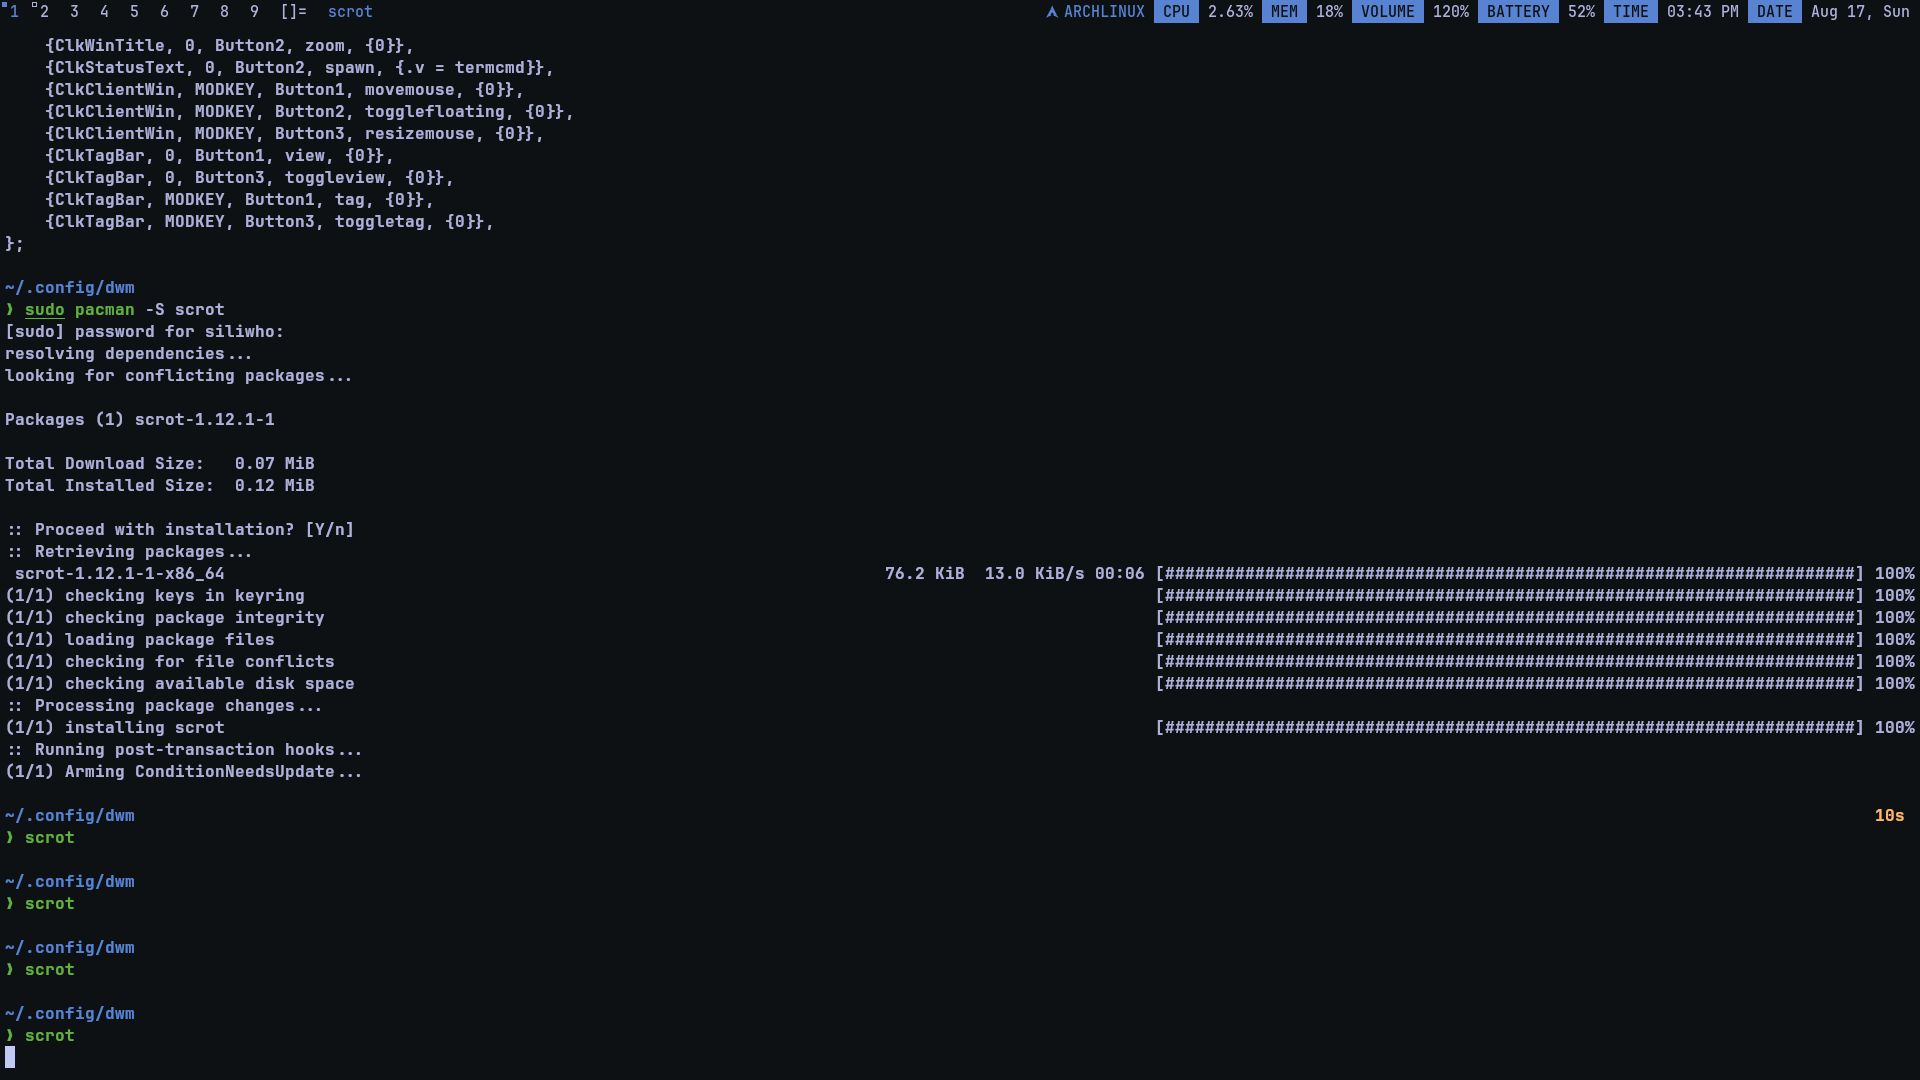 1 2 3 4 5 6 7 8 9 []= scrot ARCHLINUX CPU 2.63% MEM 18% VOLUME 120% BATTERY 52% TIME 03:43 PM DATE Aug 17, Sun
{ClkWinTitle, 0, Button2, zoom, {0}},
{ClkStatusText, 0, Button2, spawn, {.v = termcmd}},
{ClkClientWin, MODKEY, Button1, movemouse, {0}},
{ClkClientWin, MODKEY, Button2, togglefloating, {0}},
{ClkClientWin, MODKEY, Button3, resizemouse, {0}},
{ClkTagBar, 0, Button1, view, {0}},
{ClkTagBar, 0, Button3, toggleview, {0}},
{ClkTagBar, MODKEY, Button1, tag, {0}},
{ClkTagBar, MODKEY, Button3, toggletag, {0}},
};
~/.config/dwm
❯ sudo pacman -S scrot
[sudo] password for siliwho:
resolving dependencies...
looking for conflicting packages...
Packages (1) scrot-1.12.1-1
Total Download Size:   0.07 MiB
Total Installed Size:  0.12 MiB
:: Proceed with installation? [Y/n]
:: Retrieving packages...
scrot-1.12.1-1-x86_64 76.2 KiB  13.0 KiB/s 00:06 [#####################################################################] 100%
(1/1) checking keys in keyring [#####################################################################] 100%
(1/1) checking package integrity [#####################################################################] 100%
(1/1) loading package files [#####################################################################] 100%
(1/1) checking for file conflicts [#####################################################################] 100%
(1/1) checking available disk space [#####################################################################] 100%
:: Processing package changes...
(1/1) installing scrot [#####################################################################] 100%
:: Running post-transaction hooks...
(1/1) Arming ConditionNeedsUpdate...
~/.config/dwm 10s
❯ scrot
~/.config/dwm
❯ scrot
~/.config/dwm
❯ scrot
~/.config/dwm
❯ scrot